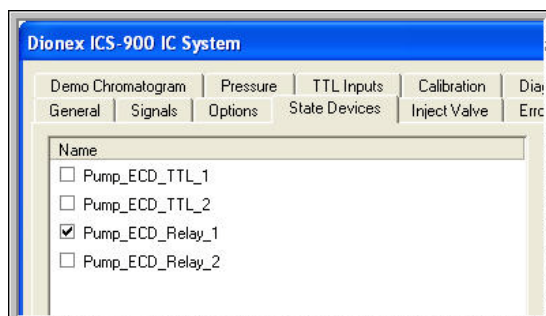 Dionex ICS-900 IC System
Demo Chromatogram Pressure TTL Inputs Calibration
General Signals Options State Devices Inject Valve
Name
Pump_ECD_TTL_1
Pump_ECD_TTL_2
Pump_ECD_Relay_1
Pump_ECD_Relay_2